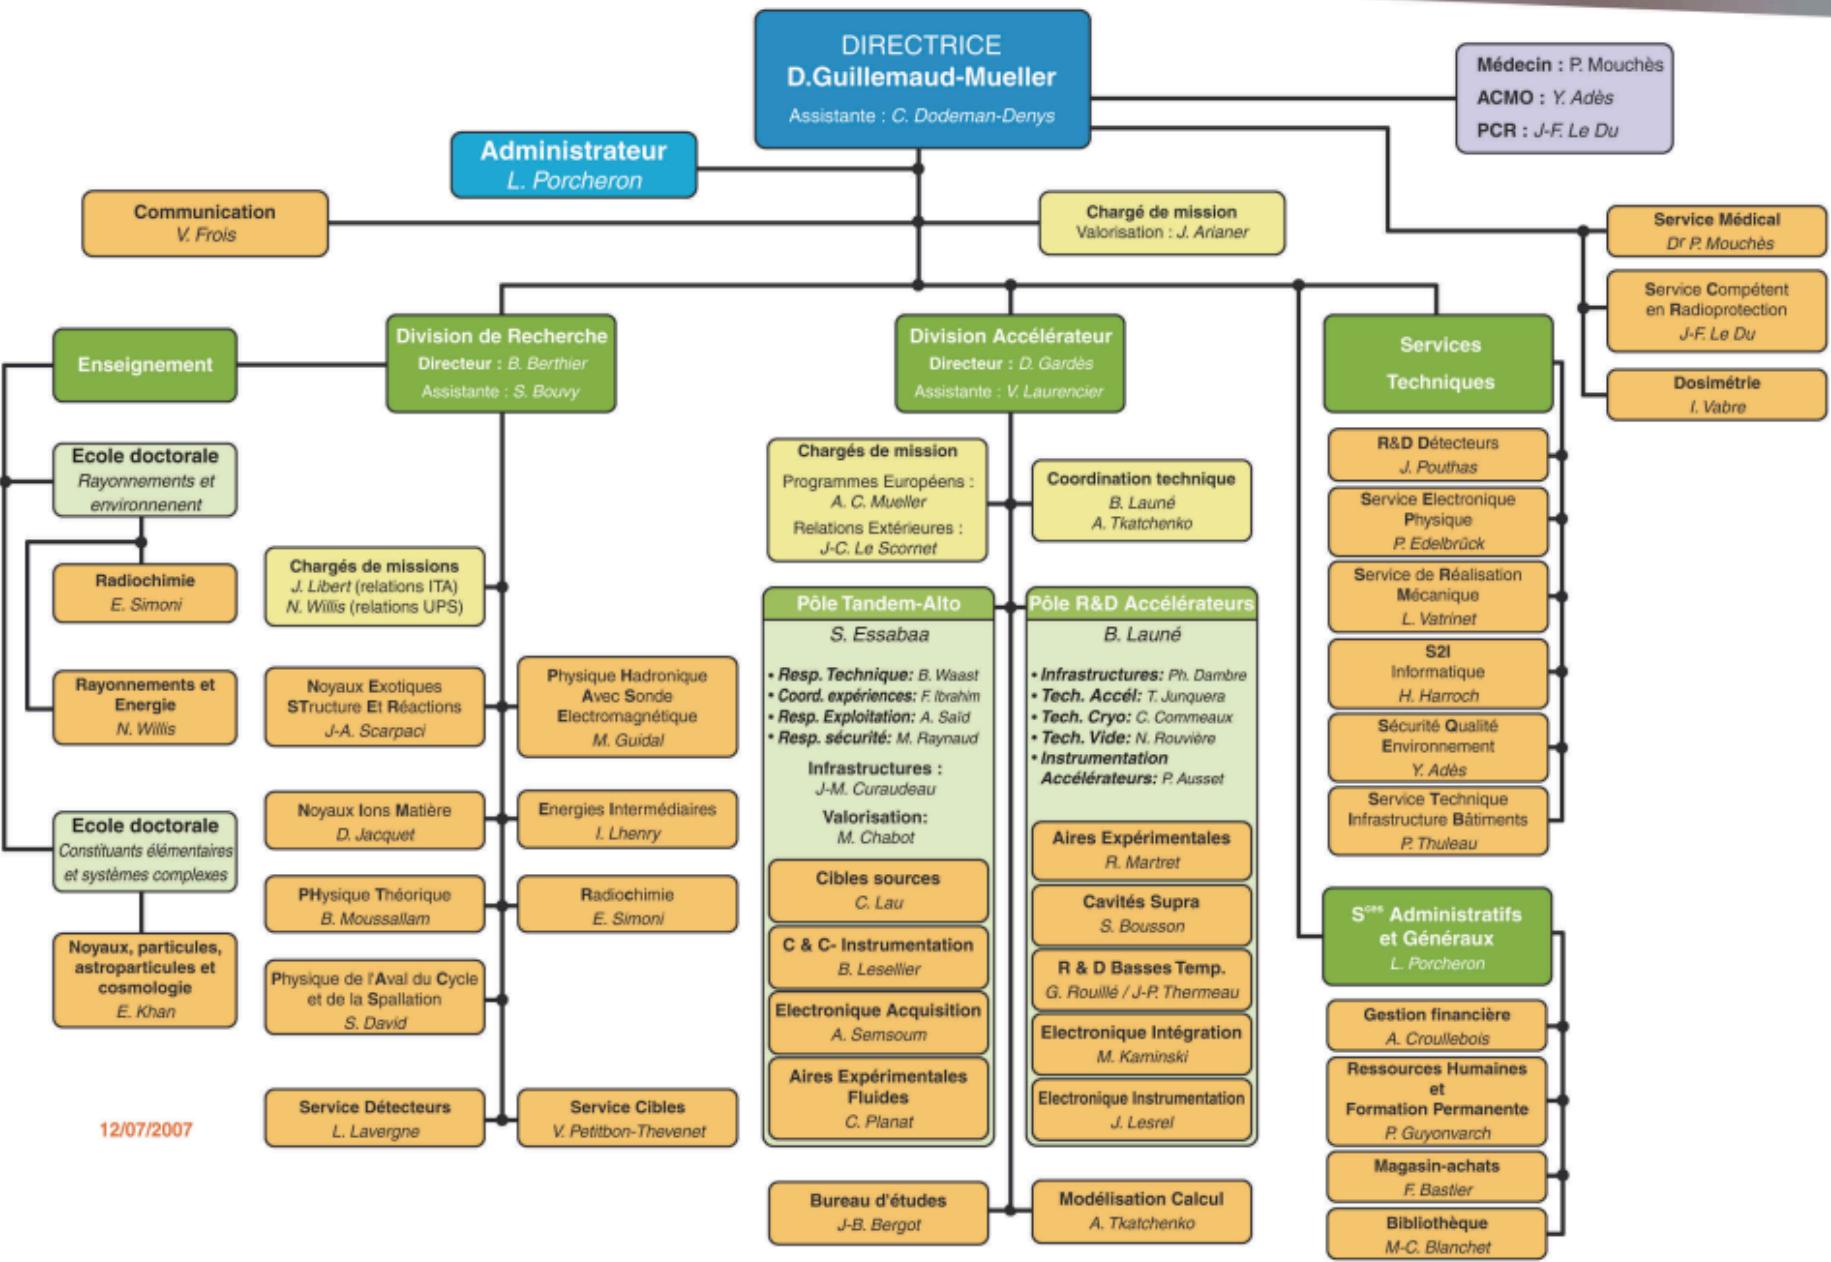 DIRECTRICE
D.Guillemaud-Mueller
Assistante : C. Dodeman-Denys
Médecin : P. Mouchès
ACMO : Y. Adès
PCR : J-F. Le Du
Administrateur
L. Porcheron
Communication
V. Frois
Chargé de mission
Valorisation : J. Arianer
Service Médical
Dr P. Mouchès
Service Compétent
en Radioprotection
J-F. Le Du
Dosimétrie
I. Vabre
Enseignement
Division de Recherche
Directeur : B. Berthier
Assistante : S. Bouvy
Division Accélérateur
Directeur : D. Gardès
Assistante : V. Laurencier
Services
Techniques
Ecole doctorale
Rayonnements et
environnenent
Radiochimie
E. Simoni
Rayonnements et
Energie
N. Willis
Ecole doctorale
Constituants élémentaires
et systèmes complexes
Noyaux, particules,
astroparticules et
cosmologie
E. Khan
Chargés de missions
J. Libert (relations ITA)
N. Willis (relations UPS)
Noyaux Exotiques
STructure Et Réactions
J-A. Scarpaci
Physique Hadronique
Avec Sonde
Electromagnétique
M. Guidal
Noyaux Ions Matière
D. Jacquet
Energies Intermédiaires
I. Lhenry
PHysique Théorique
B. Moussallam
Radiochimie
E. Simoni
Physique de l'Aval du Cycle
et de la Spallation
S. David
Service Détecteurs
L. Lavergne
Service Cibles
V. Petitbon-Thevenet
Chargés de mission
Programmes Européens :
A. C. Mueller
Relations Extérieures :
J-C. Le Scornet
Coordination technique
B. Launé
A. Tkatchenko
Pôle Tandem-Alto
S. Essabaa
• Resp. Technique: B. Waast
• Coord. expériences: F. Ibrahim
• Resp. Exploitation: A. Saïd
• Resp. sécurité: M. Raynaud
Infrastructures :
J-M. Curaudeau
Valorisation:
M. Chabot
Cibles sources
C. Lau
C & C- Instrumentation
B. Lesellier
Electronique Acquisition
A. Semsoum
Aires Expérimentales
Fluides
C. Planat
Pôle R&D Accélérateurs
B. Launé
• Infrastructures: Ph. Dambre
• Tech. Accél: T. Junquera
• Tech. Cryo: C. Commeaux
• Tech. Vide: N. Rouvière
• Instrumentation
Accélérateurs: P. Ausset
Aires Expérimentales
R. Martret
Cavités Supra
S. Bousson
R & D Basses Temp.
G. Rouillé / J-P. Thermeau
Electronique Intégration
M. Kaminski
Electronique Instrumentation
J. Lesrel
Bureau d'études
J-B. Bergot
Modélisation Calcul
A. Tkatchenko
R&D Détecteurs
J. Pouthas
Service Electronique
Physique
P. Edelbrück
Service de Réalisation
Mécanique
L. Vatrinet
S2I
Informatique
H. Harroch
Sécurité Qualité
Environnement
Y. Adès
Service Technique
Infrastructure Bâtiments
P. Thuleau
Sces Administratifs
et Généraux
L. Porcheron
Gestion financière
A. Croullebois
Ressources Humaines
et
Formation Permanente
P. Guyonvarch
Magasin-achats
F. Bastier
Bibliothèque
M-C. Blanchet
12/07/2007